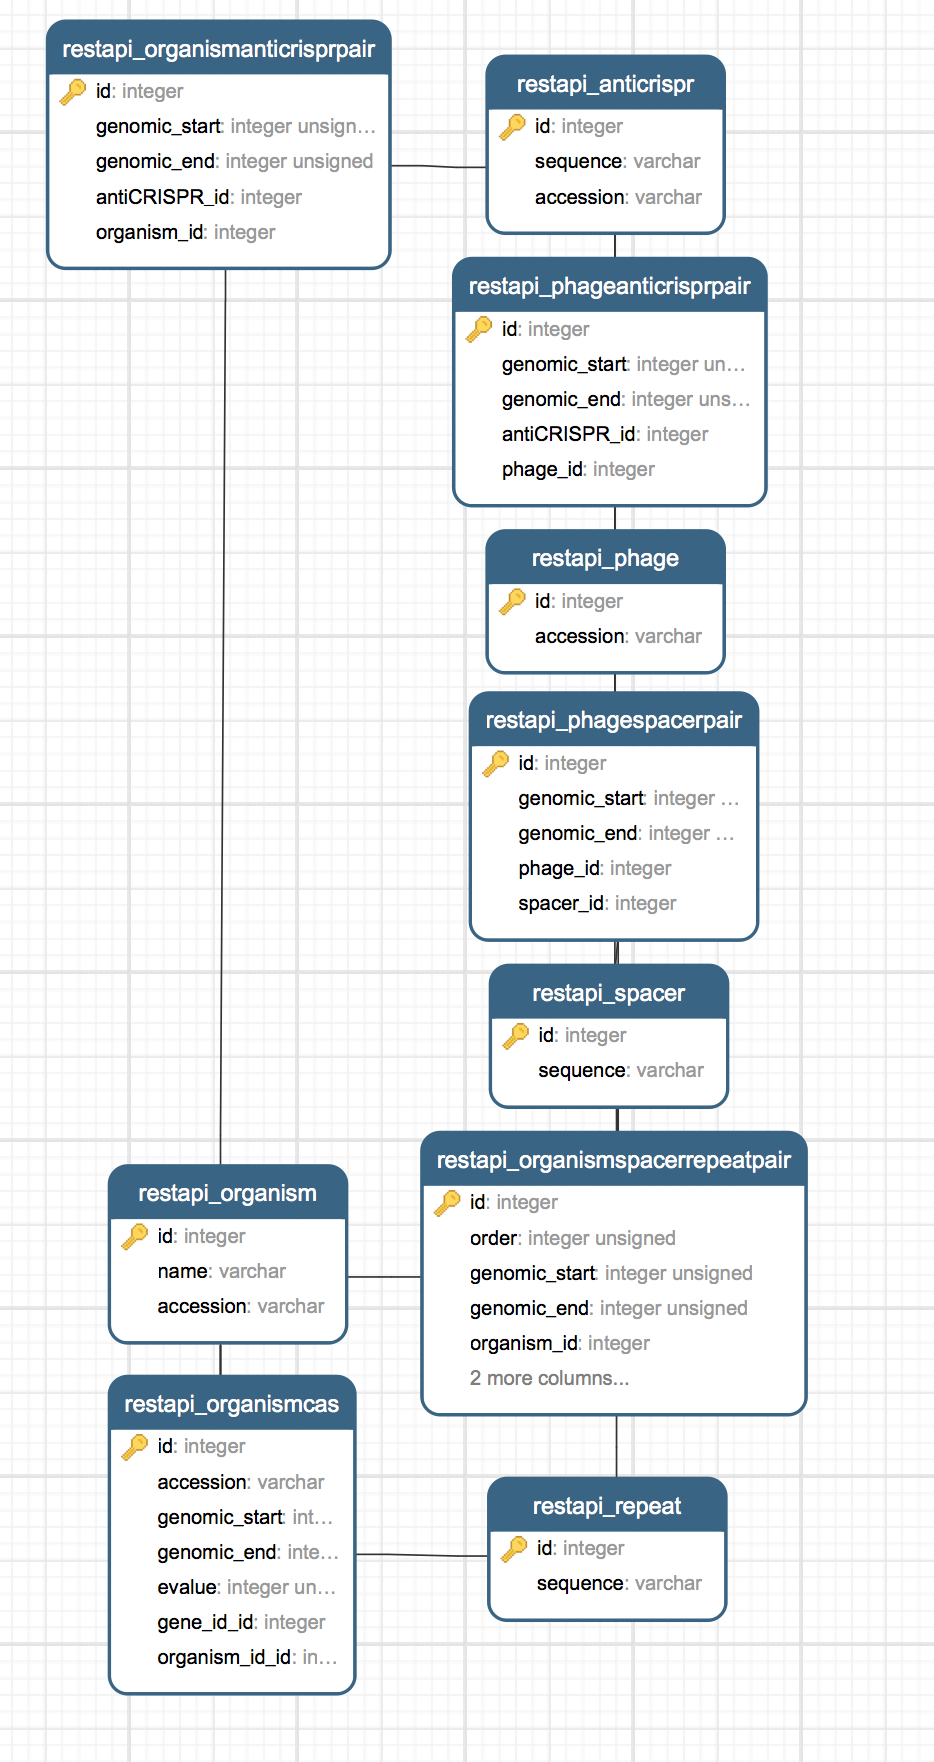 restapi_organismanticrisprpair
id: integer
genomic_start: integer unsign...
genomic_end: integer unsigned
antiCRISPR_id: integer
organism_id: integer
restapi_anticrispr
id: integer
sequence: varchar
accession: varchar
restapi_phageanticrisprpair
id: integer
genomic_start: integer un...
genomic_end: integer uns...
antiCRISPR_id: integer
phage_id: integer
restapi_phage
id: integer
accession: varchar
restapi_phagespacerpair
id: integer
genomic_start: integer ...
genomic_end: integer ...
phage_id: integer
spacer_id: integer
restapi_spacer
id: integer
sequence: varchar
restapi_organismspacerrepeatpair
id: integer
order: integer unsigned
genomic_start: integer unsigned
genomic_end: integer unsigned
organism_id: integer
2 more columns...
restapi_organism
id: integer
name: varchar
accession: varchar
restapi_organismcas
id: integer
accession: varchar
genomic_start: int...
genomic_end: inte...
evalue: integer un...
gene_id_id: integer
organism_id_id: in...
restapi_repeat
id: integer
sequence: varchar